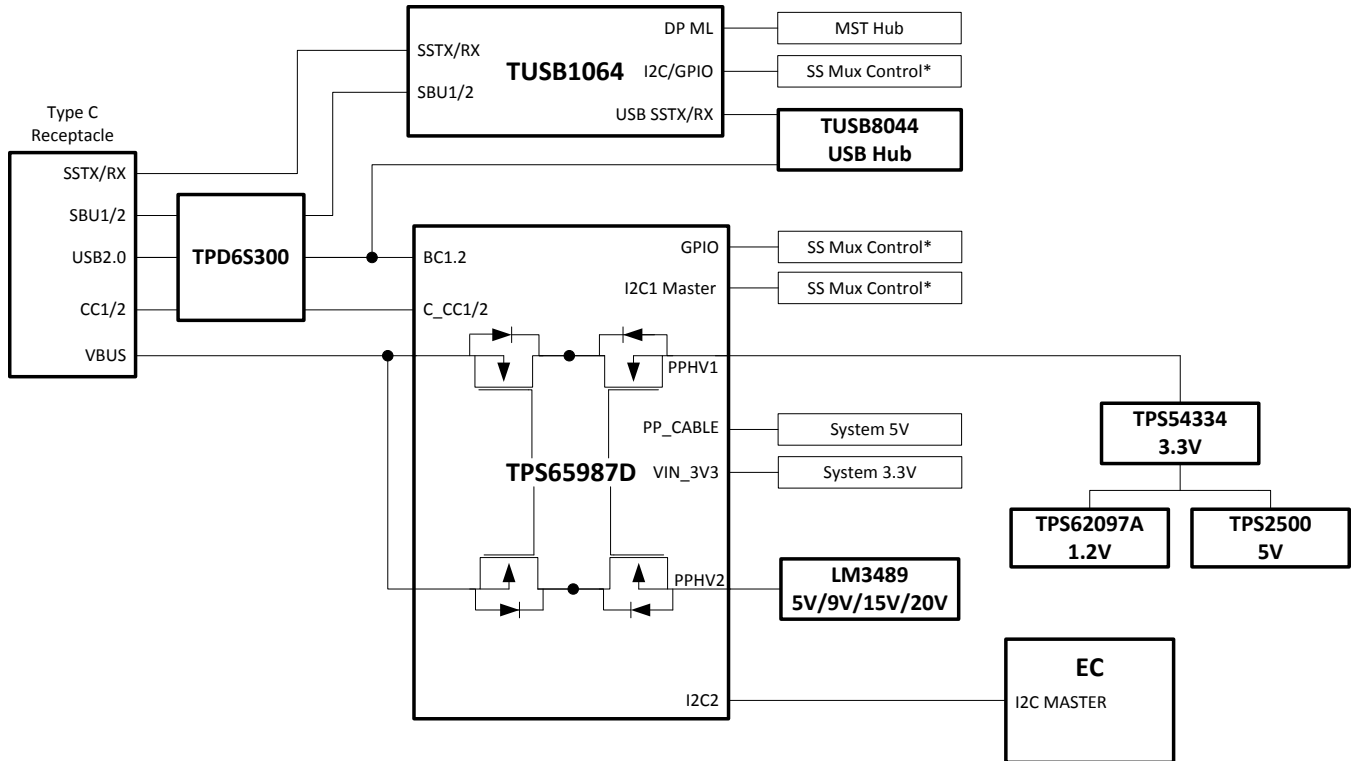 DP ML
MST Hub
SSTX/RX
I2C/GPIO
SS Mux Control*
TUSB1064
SBU1/2
USB SSTX/RX
TUSB8044
USB Hub
Type C
Receptacle
SSTX/RX
SBU1/2
USB2.0
CC1/2
VBUS
TPD6S300
BC1.2
C_CC1/2
GPIO
SS Mux Control*
I2C1 Master
SS Mux Control*
PPHV1
PP_CABLE
System 5V
TPS65987D
VIN_3V3
System 3.3V
TPS54334
3.3V
TPS62097A
1.2V
TPS2500
5V
PPHV2
LM3489
5V/9V/15V/20V
I2C2
EC
I2C MASTER